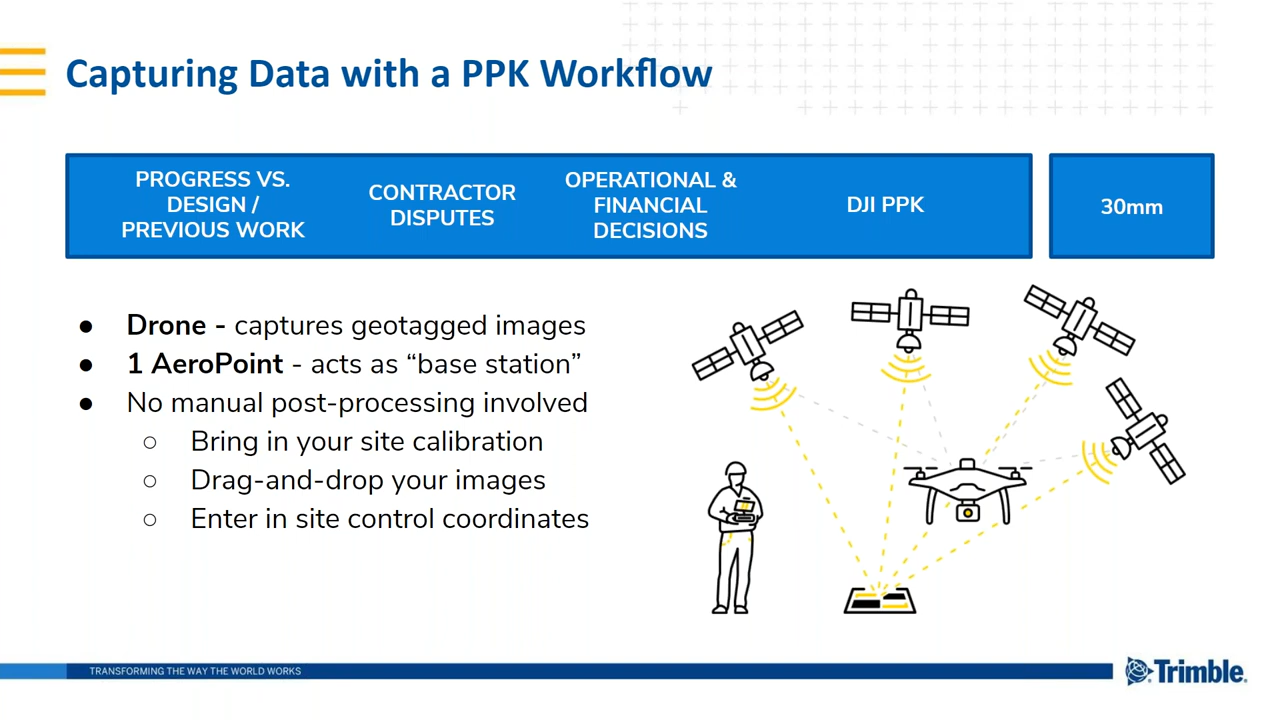 Capturing Data with a PPK Workflow
PROGRESS VS.
DESIGN /
PREVIOUS WORK
CONTRACTOR
DISPUTES
OPERATIONAL &
FINANCIAL
DECISIONS
DJI PPK
30mm
● Drone - captures geotagged images
● 1 AeroPoint - acts as “base station”
● No manual post-processing involved
○ Bring in your site calibration
○ Drag-and-drop your images
○ Enter in site control coordinates
TRANSFORMING THE WAY THE WORLD WORKS
Trimble.